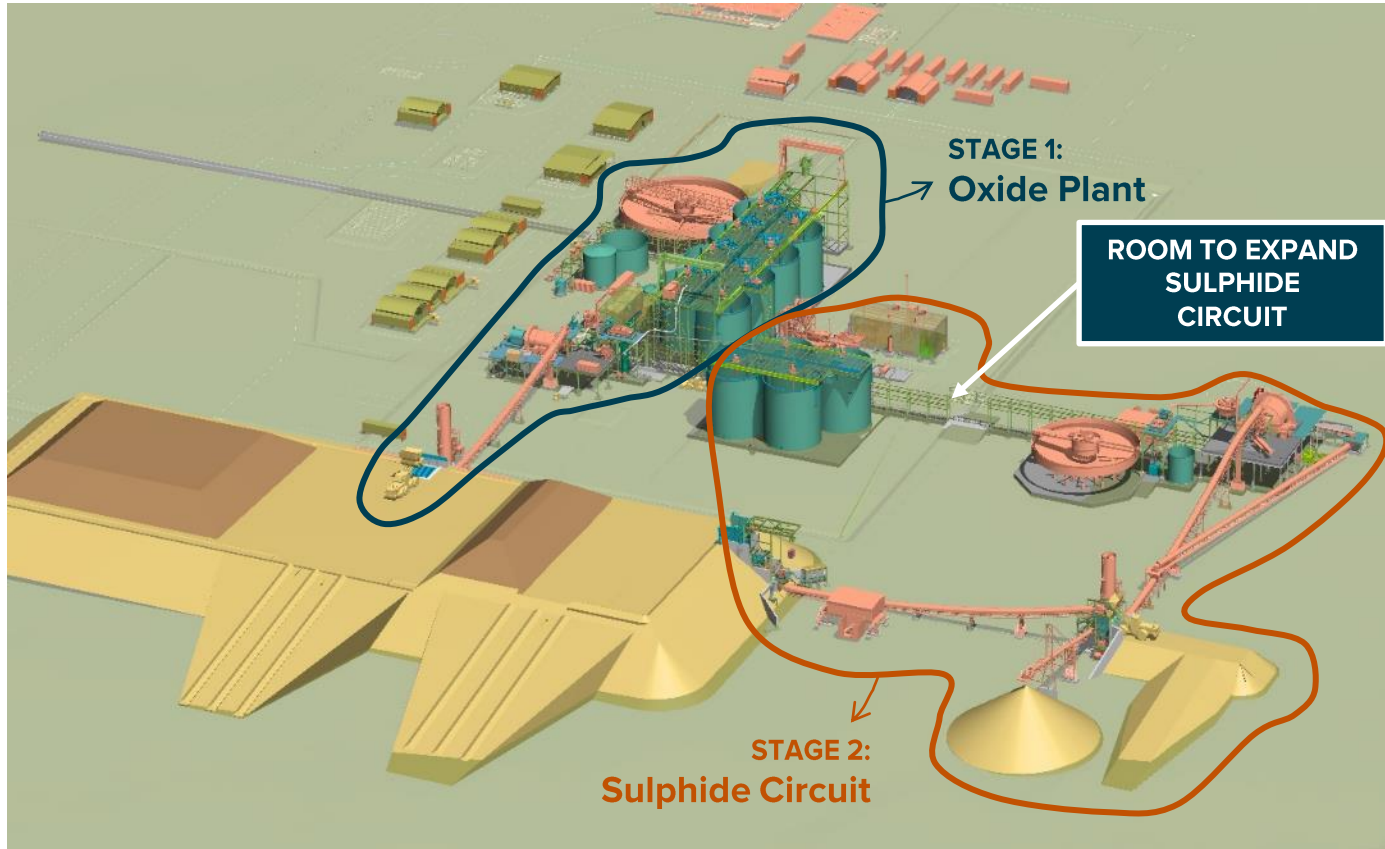 STAGE 1:
Oxide Plant
ROOM TO EXPAND
SULPHIDE
CIRCUIT
STAGE 2:
Sulphide Circuit